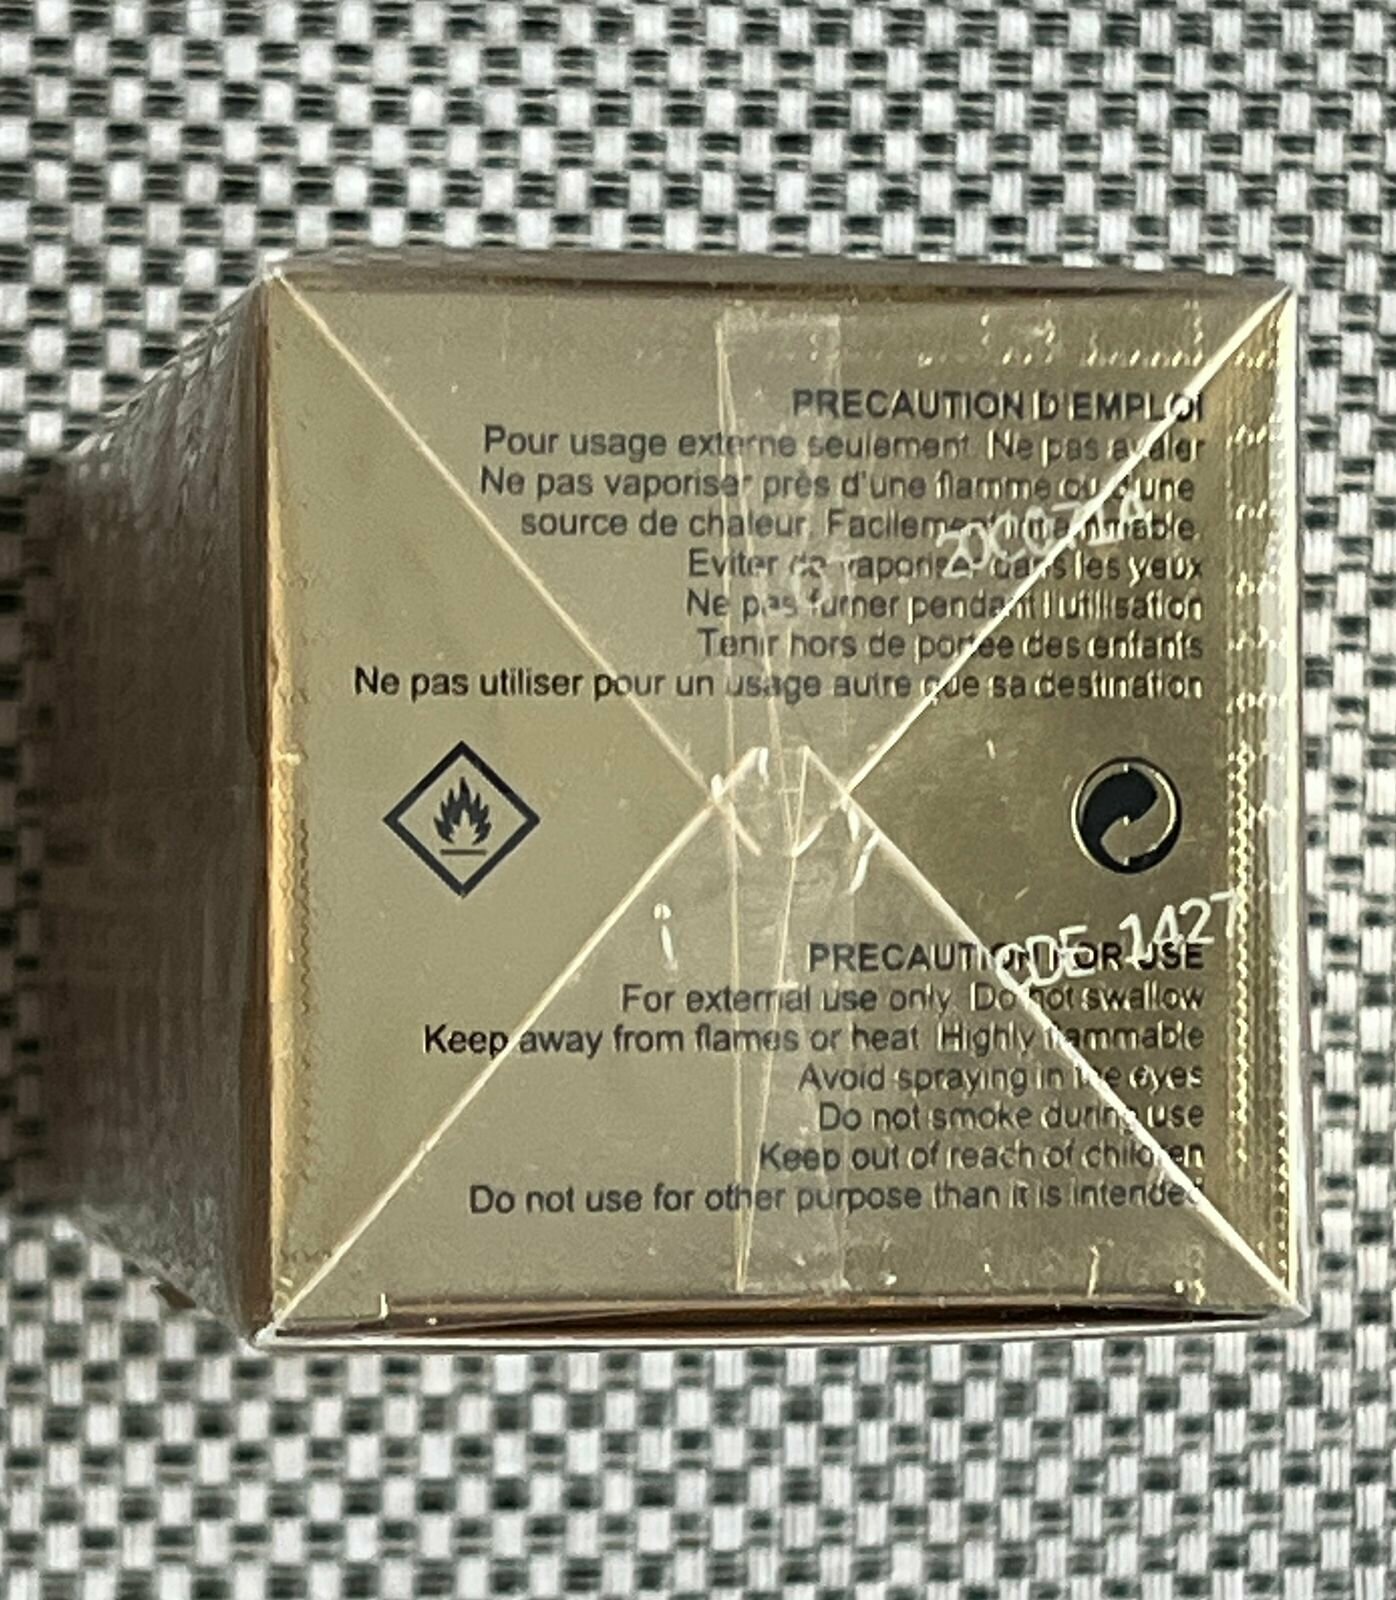 PRECAUTION D'EMPLOI
Pour usage externe seulement. Ne pas avaler
Ne pas vaporiser près d'une flamme ou d'une
source de chaleur. Facilement inflammable.
Eviter de vaporiser dans les yeux
Ne pas fumer pendant l'utilisation
Tenir hors de portée des enfants
Ne pas utiliser pour un usage autre que sa destination
1427
PRECAUTION FOR USE
For external use only. Do not swallow
Keep away from flames or heat. Highly flammable
Avoid spraying in the eyes
Do not smoke during use
Keep out of reach of children
Do not use for other purpose than it is intended